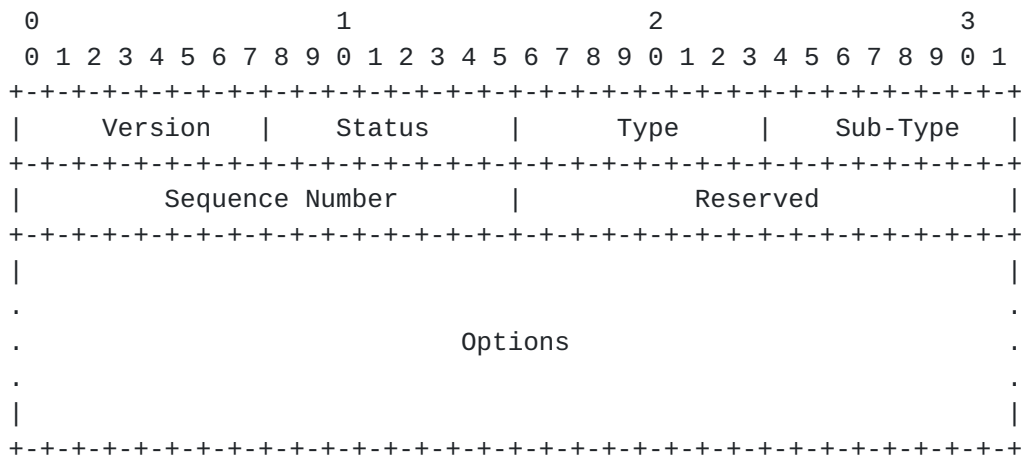 0                   1                   2                   3
 0 1 2 3 4 5 6 7 8 9 0 1 2 3 4 5 6 7 8 9 0 1 2 3 4 5 6 7 8 9 0 1
+-+-+-+-+-+-+-+-+-+-+-+-+-+-+-+-+-+-+-+-+-+-+-+-+-+-+-+-+-+-+-+-+
|     Version   |    Status     |      Type     |    Sub-Type   |
+-+-+-+-+-+-+-+-+-+-+-+-+-+-+-+-+-+-+-+-+-+-+-+-+-+-+-+-+-+-+-+-+
|         Sequence Number       |           Reserved            |
+-+-+-+-+-+-+-+-+-+-+-+-+-+-+-+-+-+-+-+-+-+-+-+-+-+-+-+-+-+-+-+-+
|                                                               |
.                                                               .
.                            Options                            .
.                                                               .
|                                                               |
+-+-+-+-+-+-+-+-+-+-+-+-+-+-+-+-+-+-+-+-+-+-+-+-+-+-+-+-+-+-+-+-+